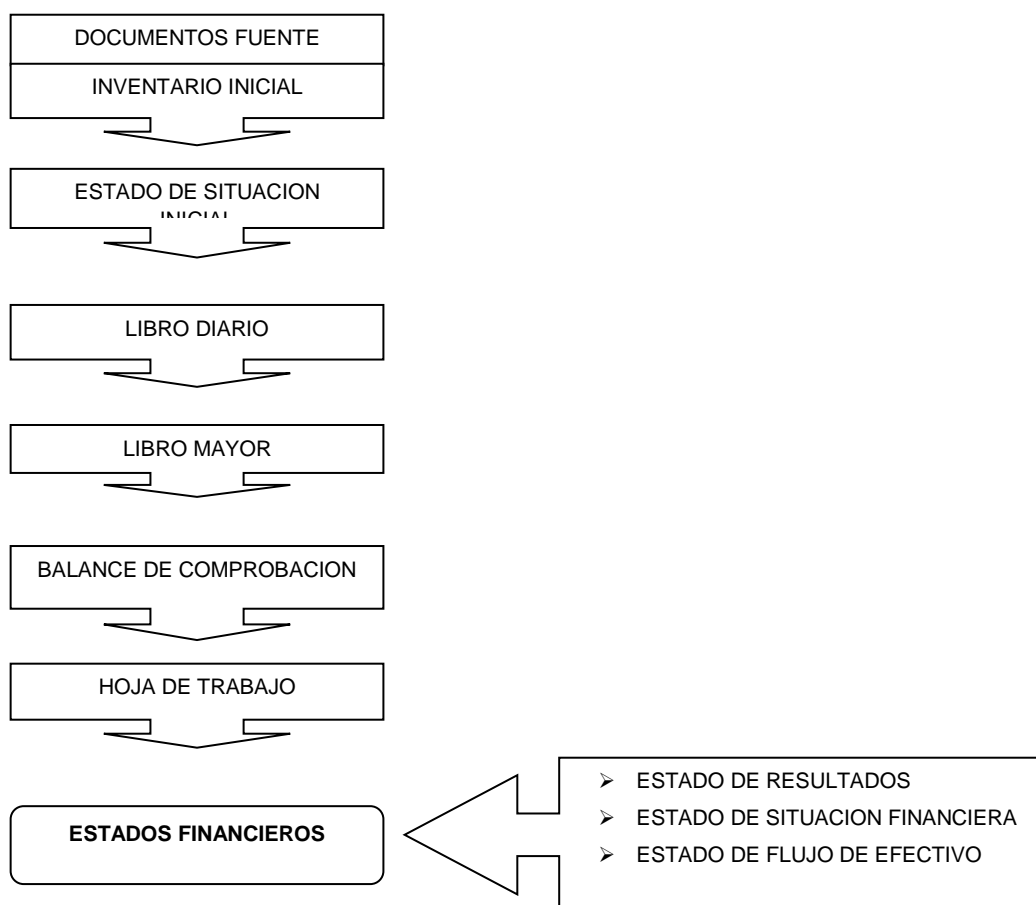 DOCUMENTOS FUENTE
INVENTARIO INICIAL
ESTADO DE SITUACION
INICIAL
LIBRO DIARIO
LIBRO MAYOR
BALANCE DE COMPROBACION
HOJA DE TRABAJO
ESTADOS FINANCIEROS
➢ ESTADO DE RESULTADOS
➢ ESTADO DE SITUACION FINANCIERA
➢ ESTADO DE FLUJO DE EFECTIVO